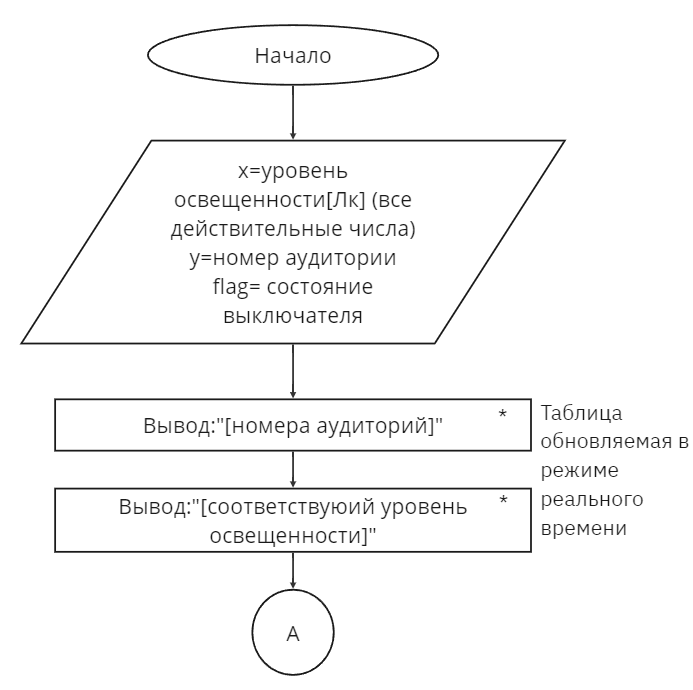 Начало
x=уровень
освещенности[Лк] (все
действительные числа)
y=номер аудитории
flag= состояние
выключателя
Вывод:"[номера аудиторий]" *
Вывод:"[соответствуюий уровень *
освещенности]"
Таблица
обновляемая в
режиме
реального
времени
A